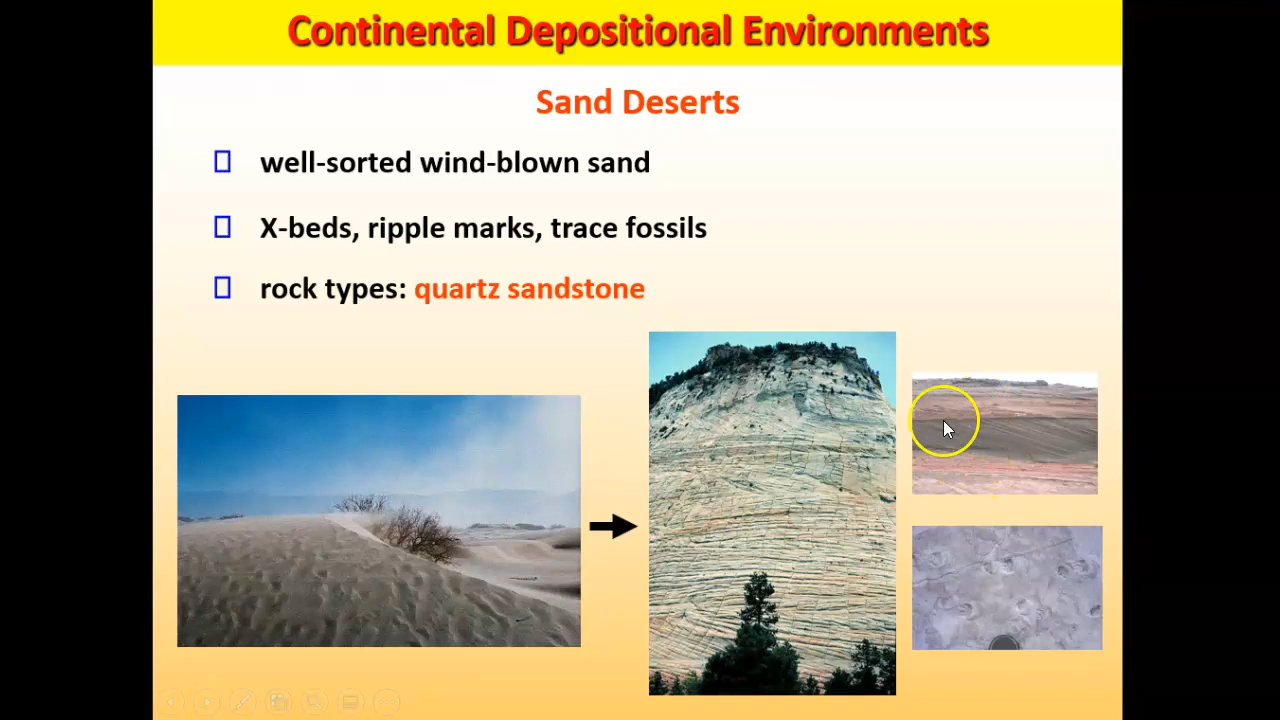 Continental Depositional Environments
Sand Deserts
well-sorted wind-blown sand
X-beds, ripple marks, trace fossils
rock types: quartz sandstone